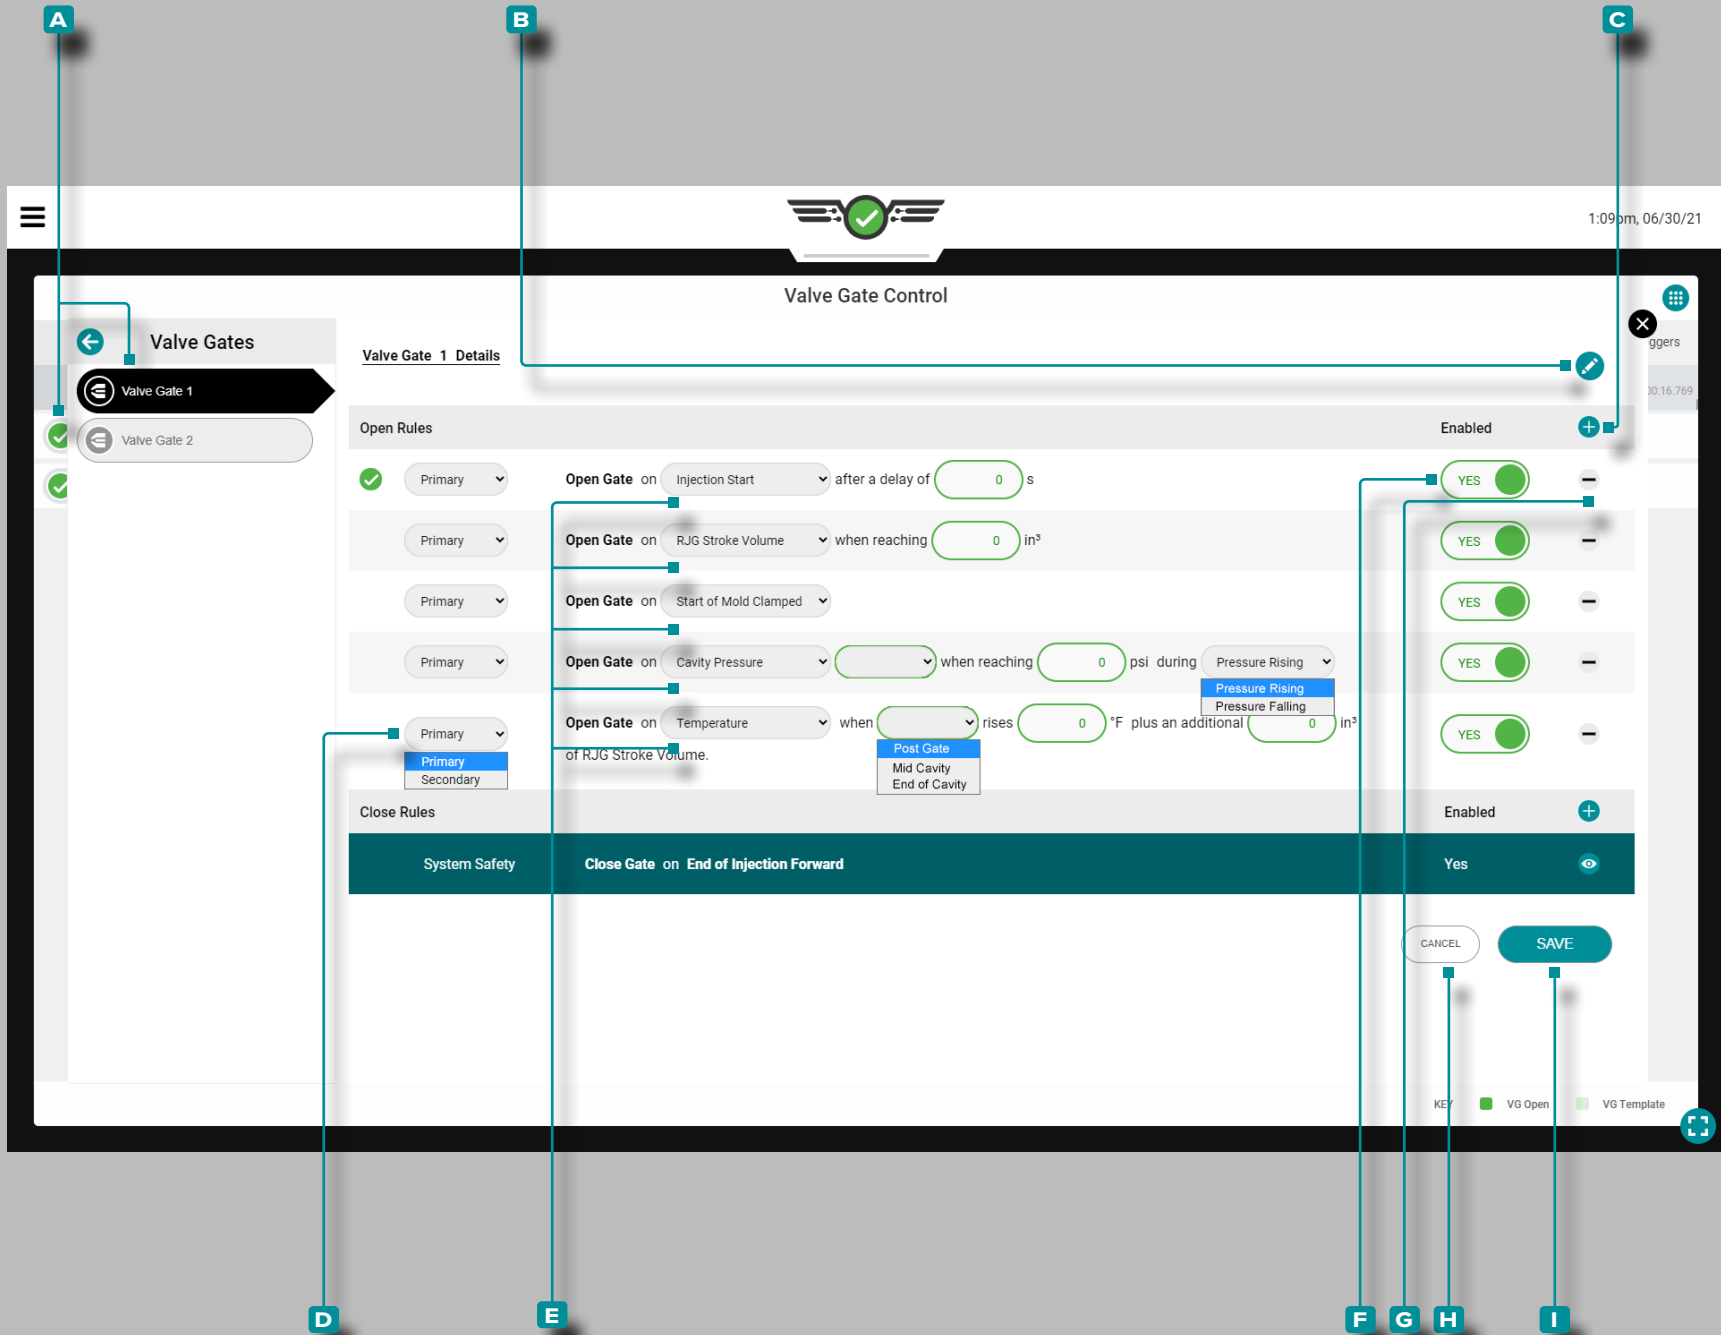 A
B
C
1:09pm, 06/30/21
Valve Gate Control
Valve Gates
ggers
Valve Gate 1 Details
Valve Gate 1
00:16.769
Valve Gate 2
Open Rules
Enabled
Primary
Open Gate on Injection Start after a delay of 0 s
YES
Primary
Open Gate on RJG Stroke Volume when reaching 0 in³
YES
Primary
Open Gate on Start of Mold Clamped
YES
Primary
Open Gate on Cavity Pressure when reaching 0 psi during Pressure Rising
YES
Pressure Rising
Pressure Falling
Primary
Open Gate on Temperature when rises 0 °F plus an additional 0 in³
of RJG Stroke Volume.
YES
Primary
Secondary
Post Gate
Mid Cavity
End of Cavity
Close Rules
Enabled
System Safety
Close Gate on End of Injection Forward
Yes
CANCEL
SAVE
KEY
VG Open
VG Template
D
E
F
G
H
I